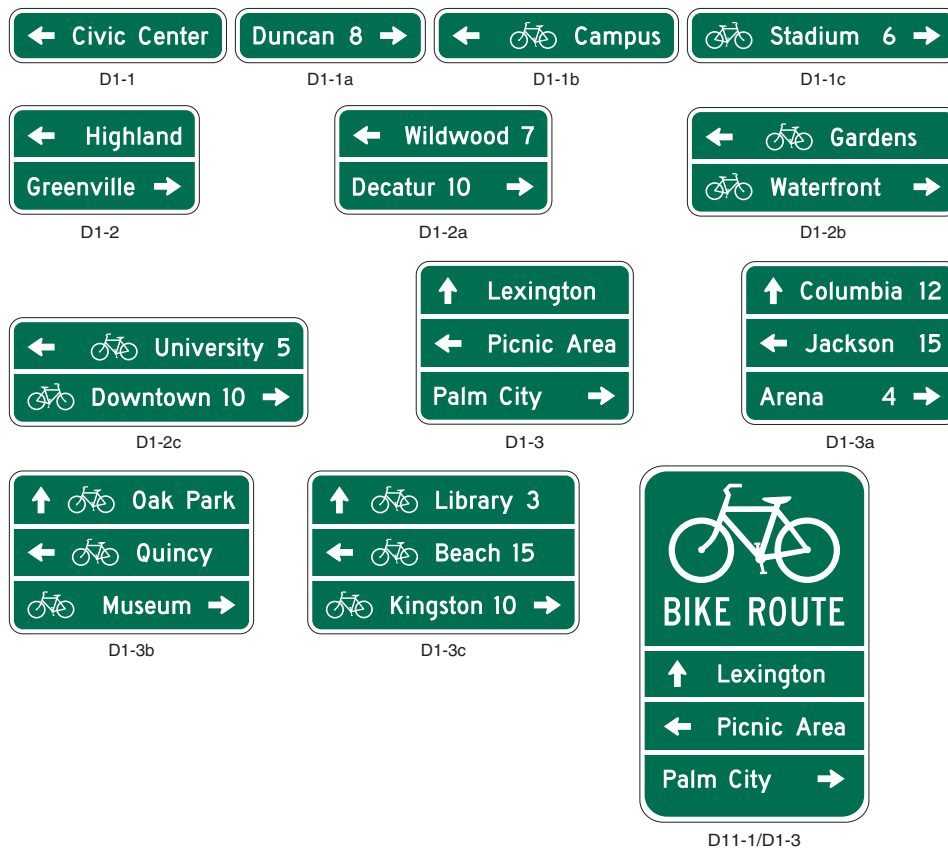 Civic Center
D1-1
Duncan 8
D1-1a
Campus
D1-1b
Stadium 6
D1-1c
Highland
Greenville
D1-2
Wildwood 7
Decatur 10
D1-2a
Gardens
Waterfront
D1-2b
University 5
Downtown 10
D1-2c
Lexington
Picnic Area
Palm City
D1-3
Columbia 12
Jackson 15
Arena 4
D1-3a
Oak Park
Quincy
Museum
D1-3b
Library 3
Beach 15
Kingston 10
D1-3c
BIKE ROUTE
Lexington
Picnic Area
Palm City
D11-1/D1-3